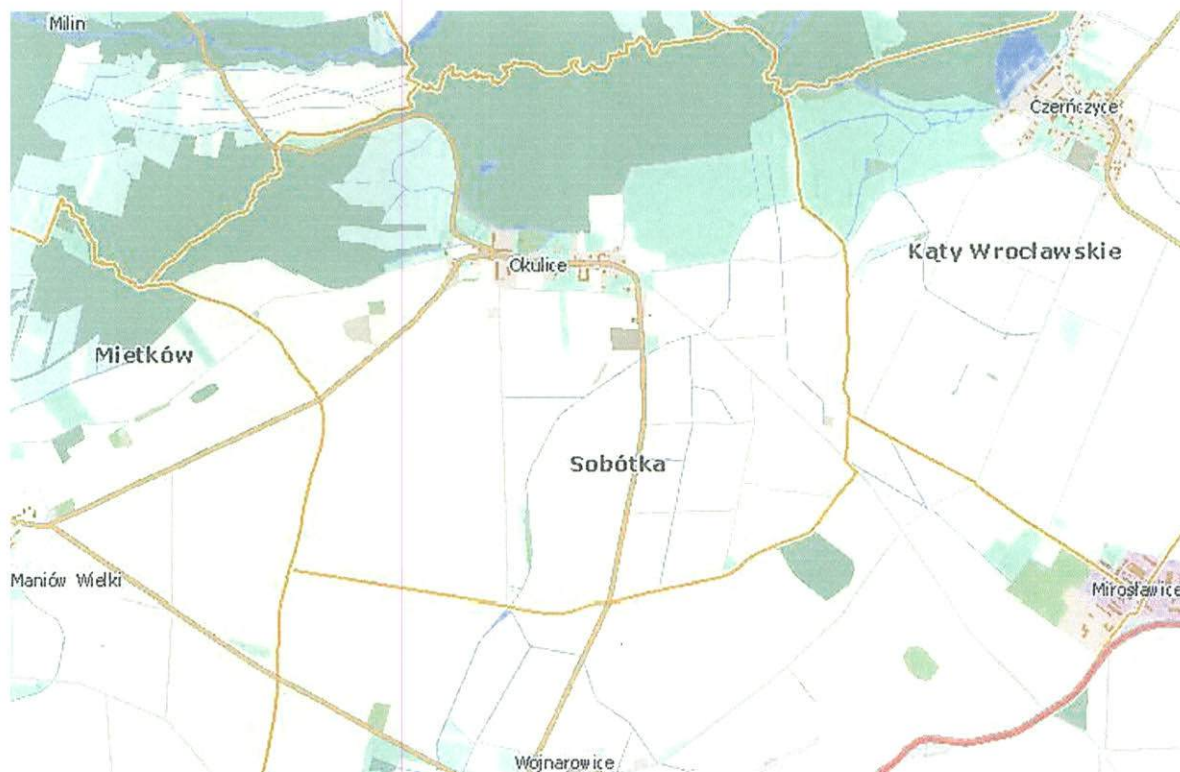 Milin
Czerńczyce
Kąty Wrocławskie
Okulice
Mietków
Sobótka
Maniów Wielki
Mirosławice
Wojnarowice